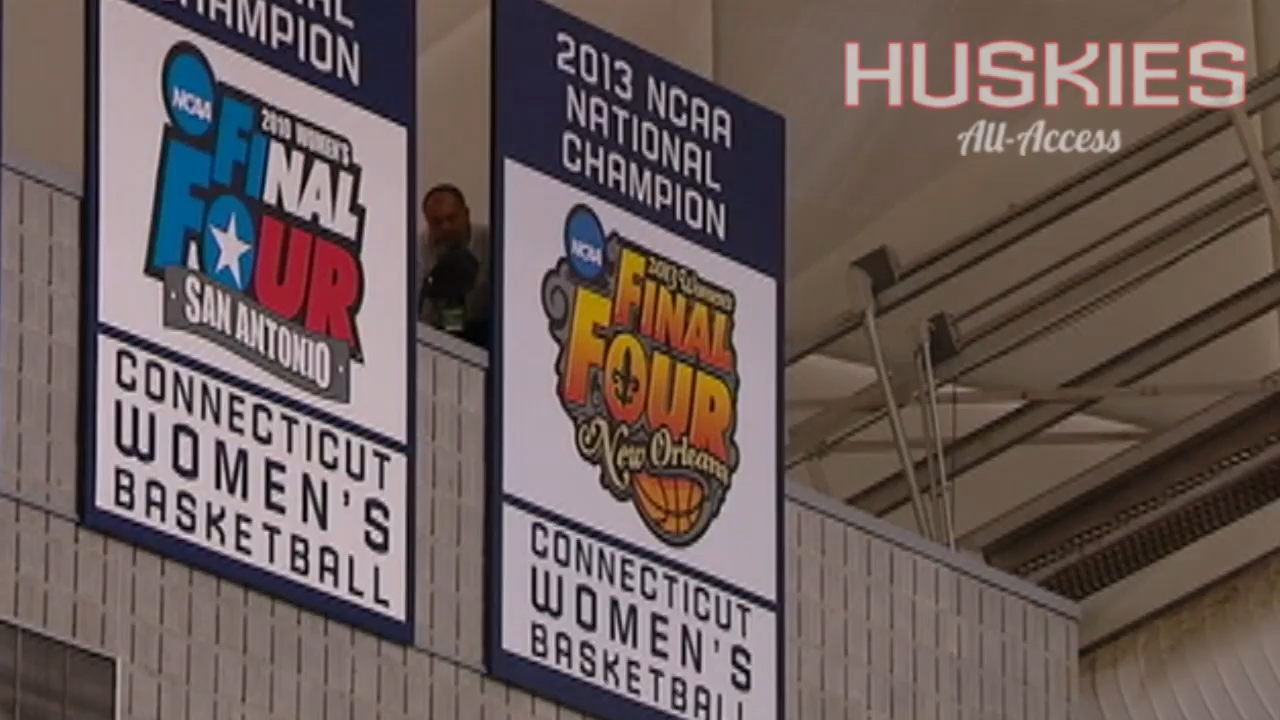 CHAMPION
NCAA
2010 WOMEN'S
FINAL
FOUR
· SAN ANTONIO ·
CONNECTICUT
WOMEN'S
BASKETBALL
2013 NCAA
NATIONAL
CHAMPION
NCAA
2013 Women's
FINAL
FOUR
New Orleans
CONNECTICUT
WOMEN'S
BASKETBALL
HUSKIES
All-Access